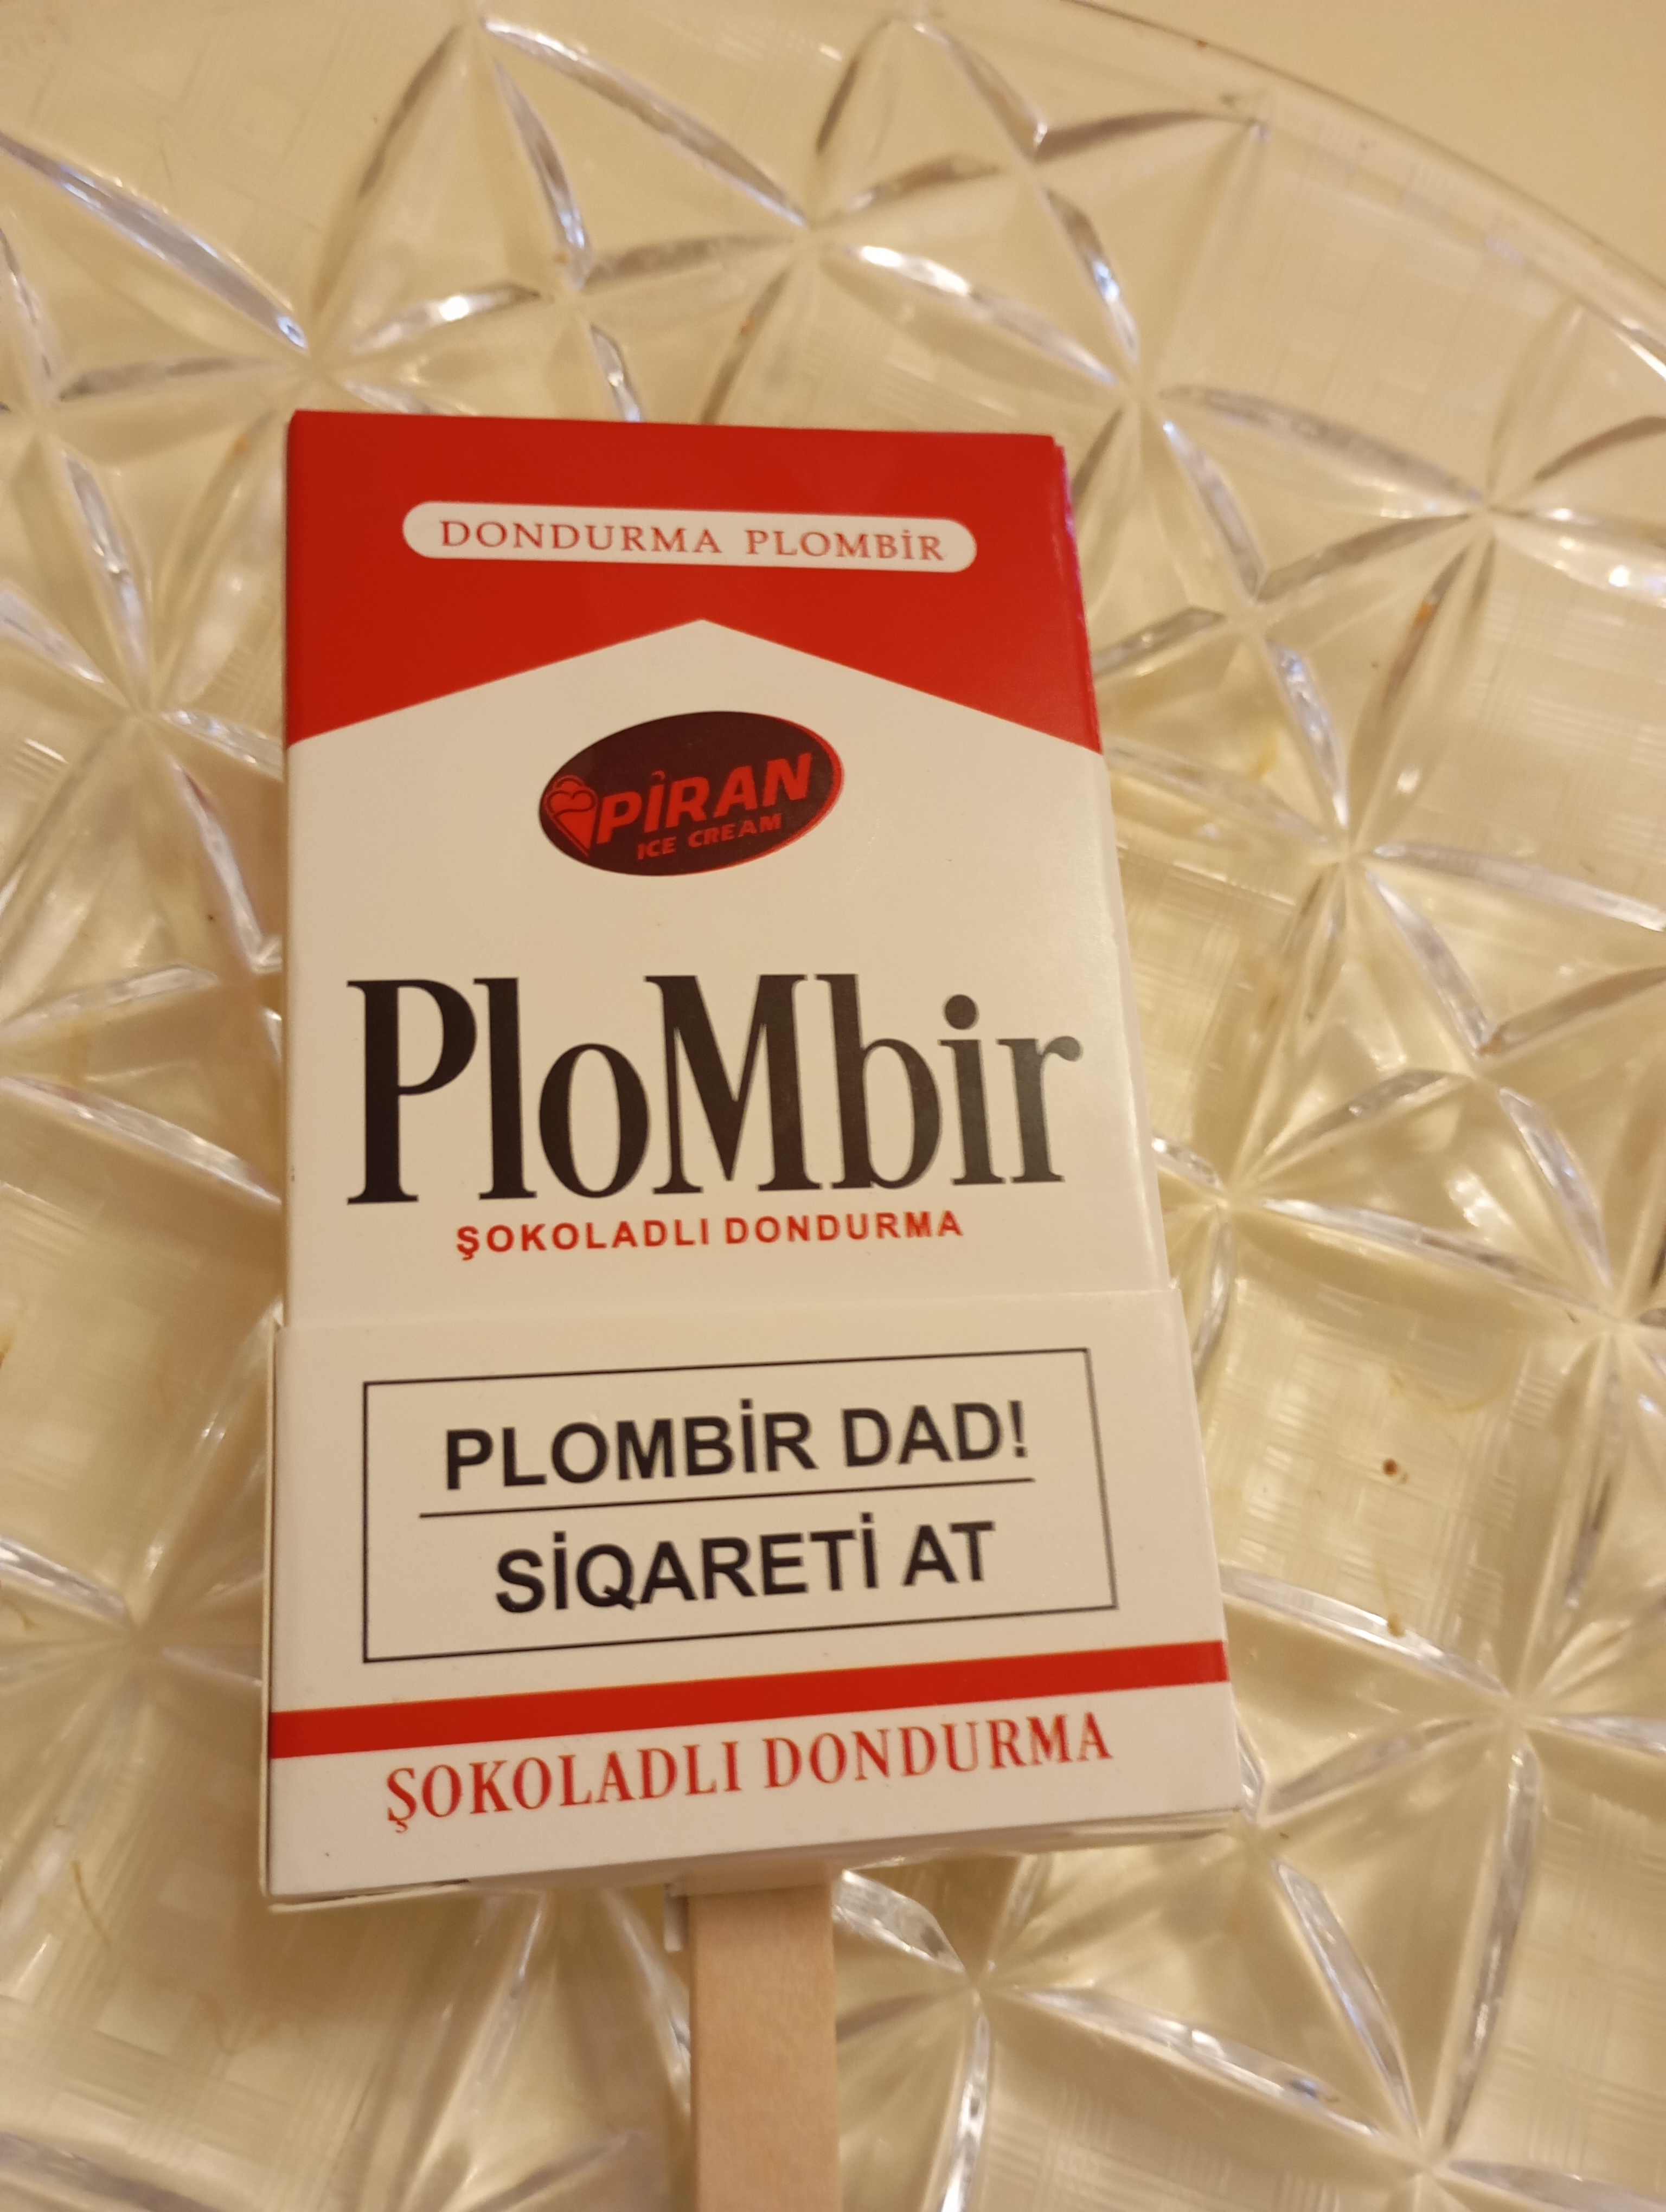 DONDURMA PLOMBİR
PİRAN
ICE CREAM
PloMbir
ŞOKOLADLI DONDURMA
PLOMBİR DAD!
SİQARETİ AT
ŞOKOLADLI DONDURMA